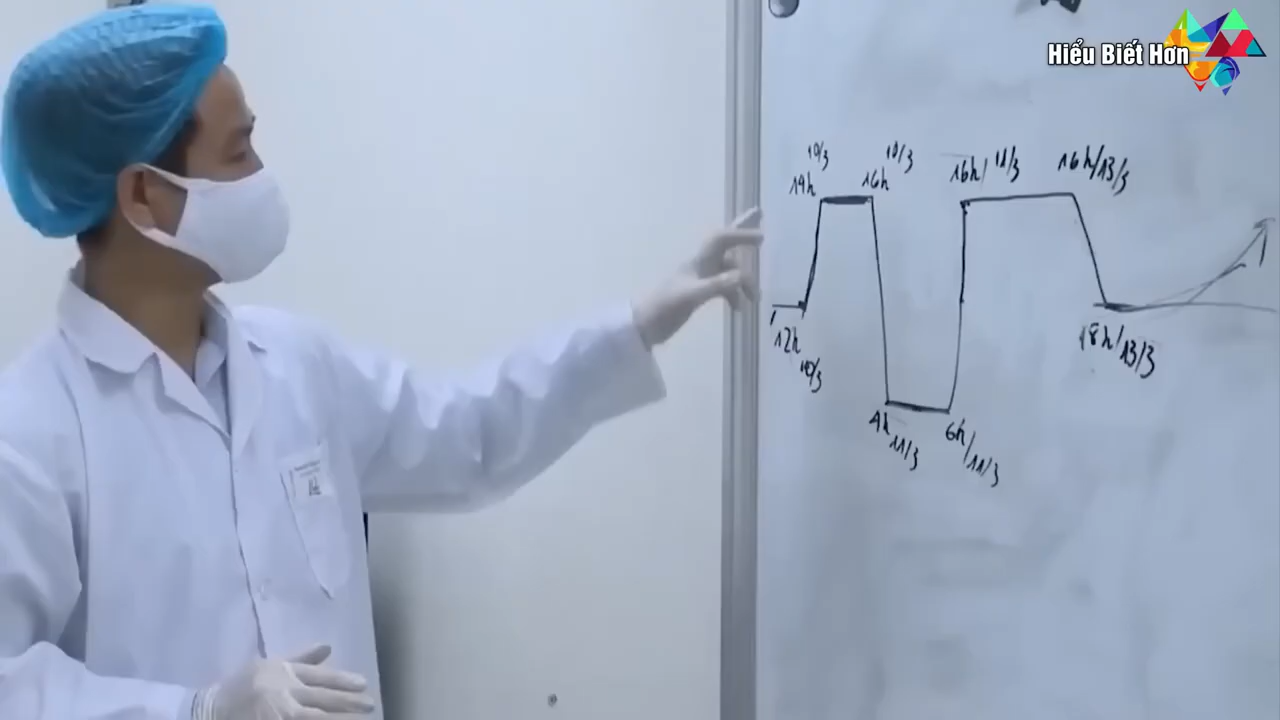 Hiểu Biết Hơn
10/3
14h
10/3
16h
16h/11/3
16h/13/3
12h
10/3
18h/13/3
4h
11/3
6h/11/3